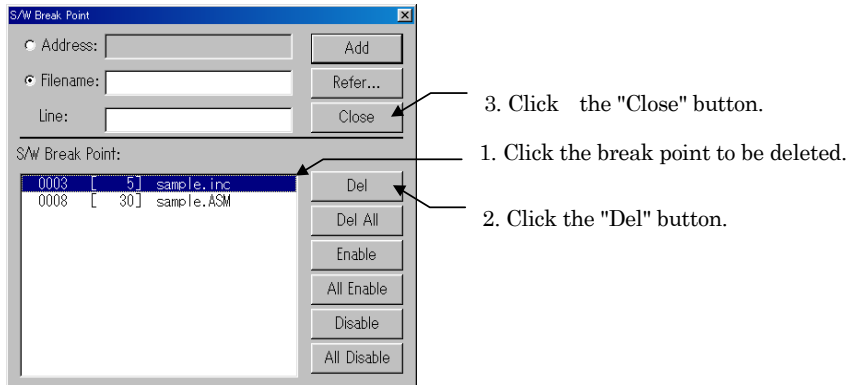 S/W Break Point
Address:
Add
Filename:
Refer...
Line:
Close
3. Click the "Close" button.
S/W Break Point:
1. Click the break point to be deleted.
0003 [ 5] sample.inc
0008 [ 30] sample.ASM
Del
2. Click the "Del" button.
Del All
Enable
All Enable
Disable
All Disable